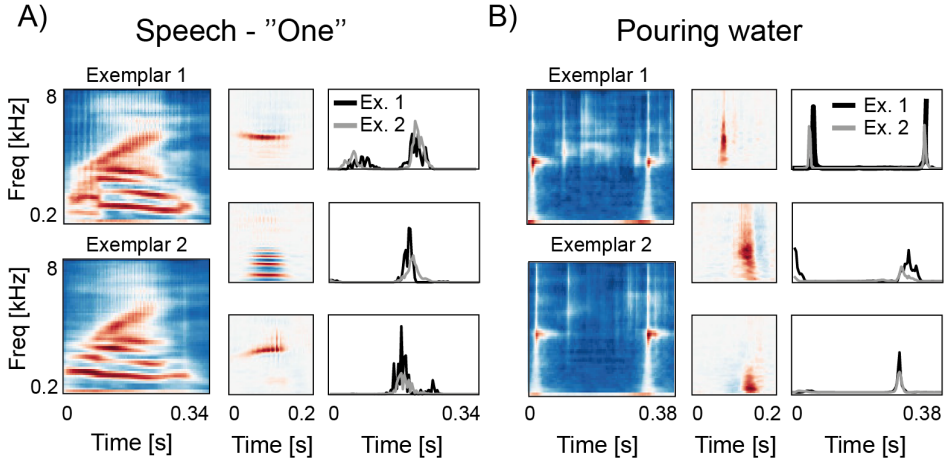 A)
Speech - ”One”
Exemplar 1
8
Freq [kHz]
0.2
Ex. 1
Ex. 2
Exemplar 2
8
Freq [kHz]
0.2
0
0.34
Time [s]
0
0.2
Time [s]
0
0.34
Time [s]
B)
Pouring water
Exemplar 1
Ex. 1
Ex. 2
Exemplar 2
0
0.38
Time [s]
0
0.2
Time [s]
0
0.38
Time [s]